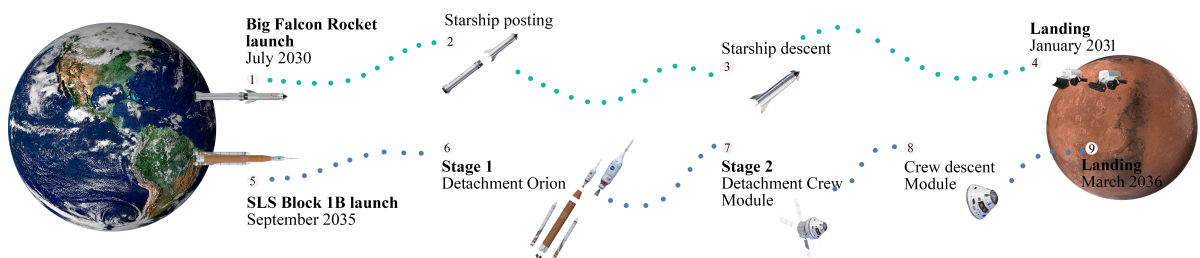 1
Big Falcon Rocket
launch
July 2030
2
Starship posting
3
Starship descent
4
Landing
January 2031
5
SLS Block 1B launch
September 2035
6
Stage 1
Detachment Orion
7
Stage 2
Detachment Crew
Module
8
Crew descent
Module
9
Landing
March 2036